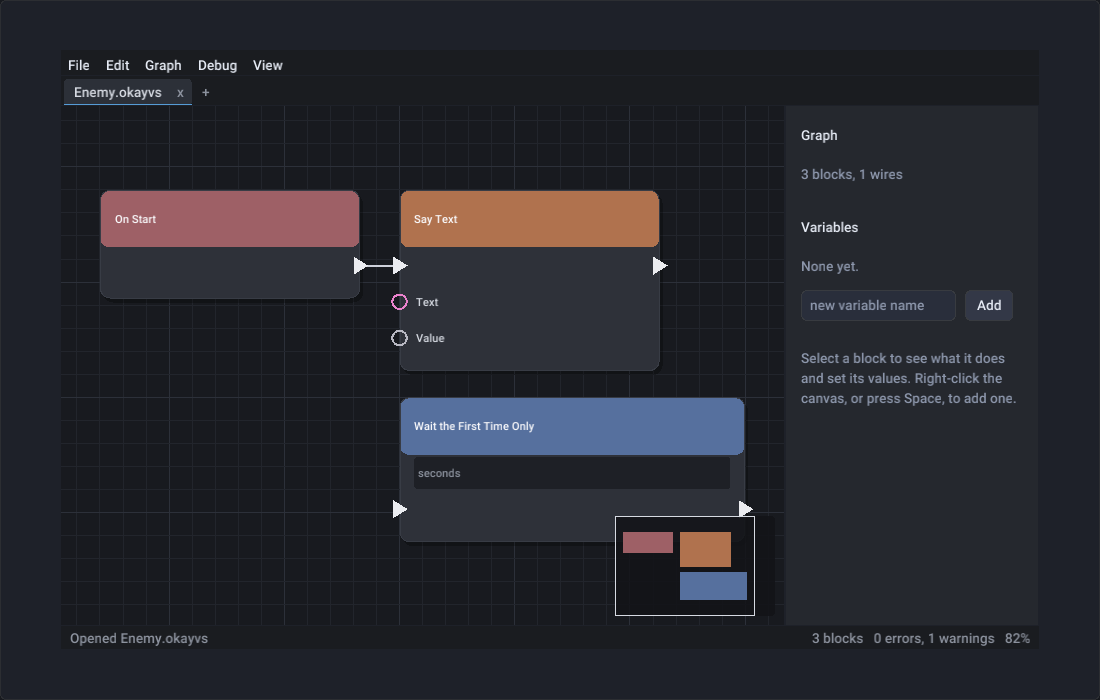 File Edit Graph Debug View
Enemy.okayvs x +
Graph
3 blocks, 1 wires
On Start
Say Text
Text
Value
Variables
None yet.
new variable name Add
Select a block to see what it does
and set its values. Right-click the
canvas, or press Space, to add one.
Wait the First Time Only
seconds
Opened Enemy.okayvs
3 blocks 0 errors, 1 warnings 82%